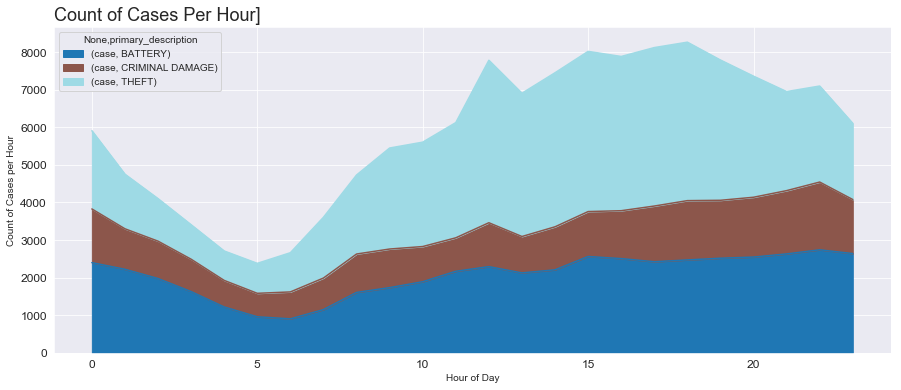 Count of Cases Per Hour]
None,primary_description
(case, BATTERY)
(case, CRIMINAL DAMAGE)
(case, THEFT)
8000
7000
6000
5000
4000
3000
2000
1000
0
Count of Cases per Hour
0 5 10 15 20
Hour of Day